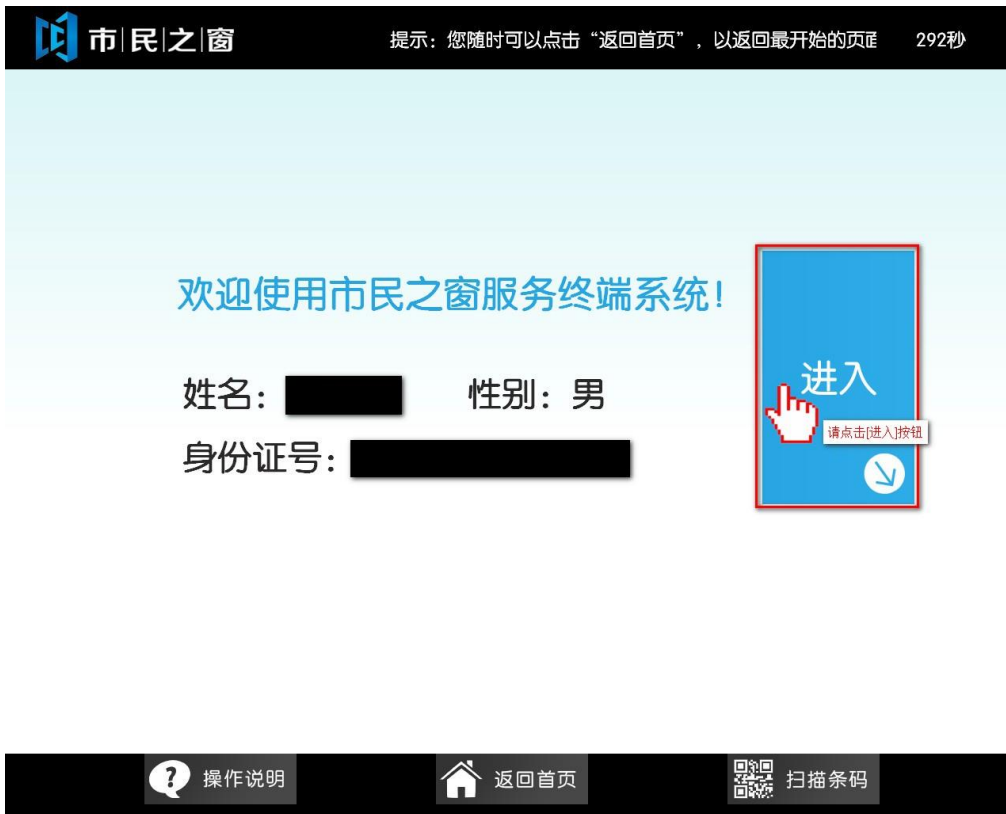 市|民|之|窗
提示：您随时可以点击“返回首页”，以返回最开始的页面 292秒
欢迎使用市民之窗服务终端系统！
姓名： 性别：男
身份证号：
进入
请点击[进入]按钮
操作说明 返回首页 扫描条码